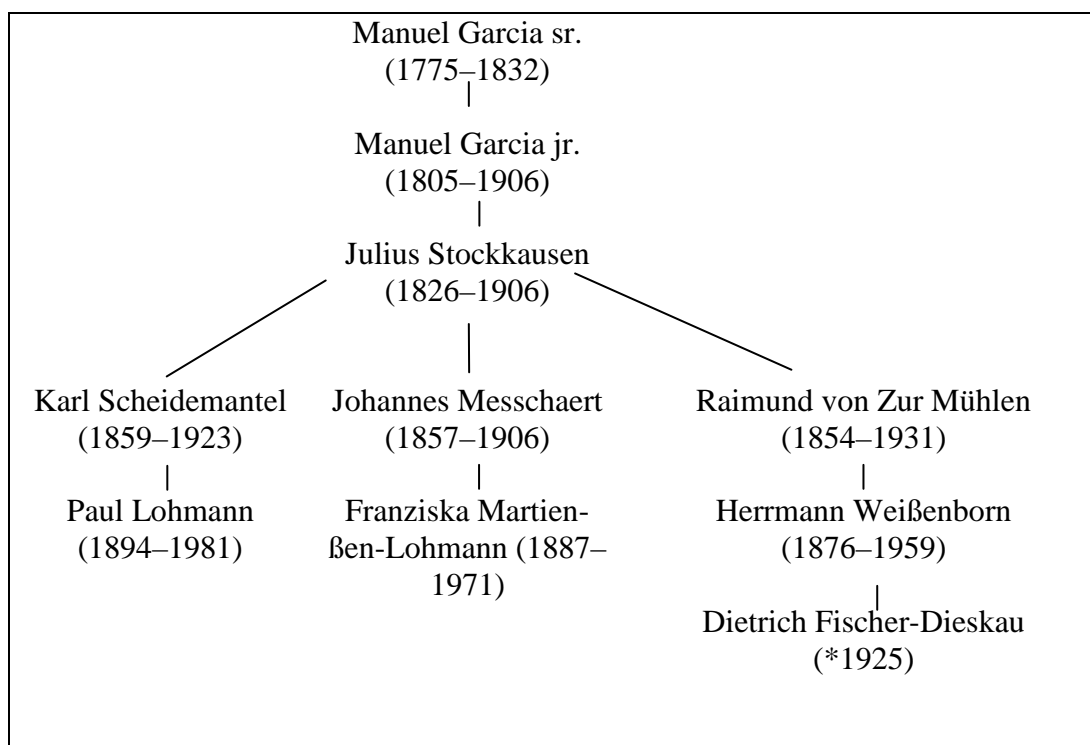 Manuel Garcia sr.
(1775–1832)
Manuel Garcia jr.
(1805–1906)
Julius Stockkausen
(1826–1906)
Karl Scheidemantel
(1859–1923)
Johannes Messchaert
(1857–1906)
Raimund von Zur Mühlen
(1854–1931)
Paul Lohmann
(1894–1981)
Franziska Martien-
ßen-Lohmann (1887–
1971)
Herrmann Weißenborn
(1876–1959)
Dietrich Fischer-Dieskau
(*1925)